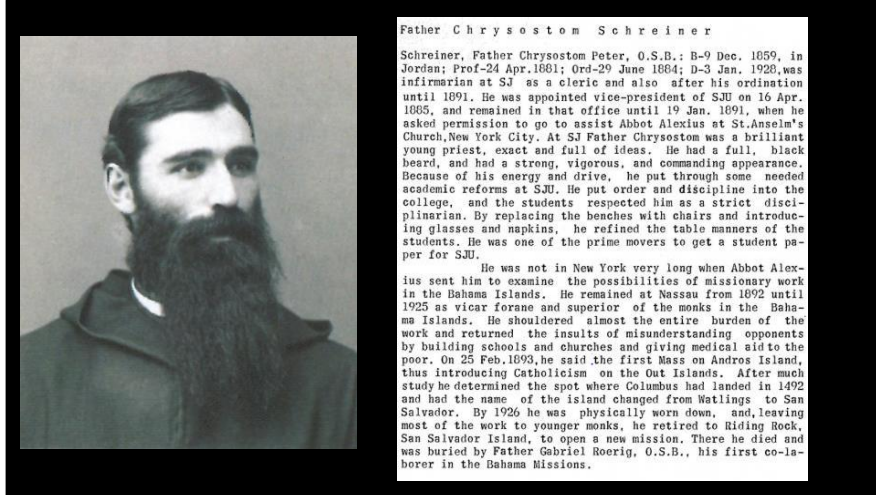 Father Chrysostom Schreiner
Schreiner, Father Chrysostom Peter, O.S.B.: B-9 Dec. 1859, in
Jordan; Prof-24 Apr.1881; Ord-29 June 1884; D-3 Jan. 1928,was
infirmarian at SJ as a cleric and also after his ordination
until 1891. He was appointed vice-president of SJU on 16 Apr.
1885, and remained in that office until 19 Jan. 1891, when he
asked permission to go to assist Abbot Alexius at St.Anselm's
Church,New York City. At SJ Father Chrysostom was a brilliant
young priest, exact and full of ideas. He had a full, black
beard, and had a strong, vigorous, and commanding appearance.
Because of his energy and drive, he put through some needed
academic reforms at SJU. He put order and discipline into the
college, and the students respected him as a strict disci-
plinarian. By replacing the benches with chairs and introduc-
ing glasses and napkins, he refined the table manners of the
students. He was one of the prime movers to get a student pa-
per for SJU.
He was not in New York very long when Abbot Alex-
ius sent him to examine the possibilities of missionary work
in the Bahama Islands. He remained at Nassau from 1892 until
1925 as vicar forane and superior of the monks in the Baha-
ma Islands. He shouldered almost the entire burden of the
work and returned the insults of misunderstanding opponents
by building schools and churches and giving medical aid to the
poor. On 25 Feb.1893,he said the first Mass on Andros Island,
thus introducing Catholicism on the Out Islands. After much
study he determined the spot where Columbus had landed in 1492
and had the name of the island changed from Watlings to San
Salvador. By 1926 he was physically worn down, and,leaving
most of the work to younger monks, he retired to Riding Rock,
San Salvador Island, to open a new mission. There he died and
was buried by Father Gabriel Roerig, O.S.B., his first co-la-
borer in the Bahama Missions.